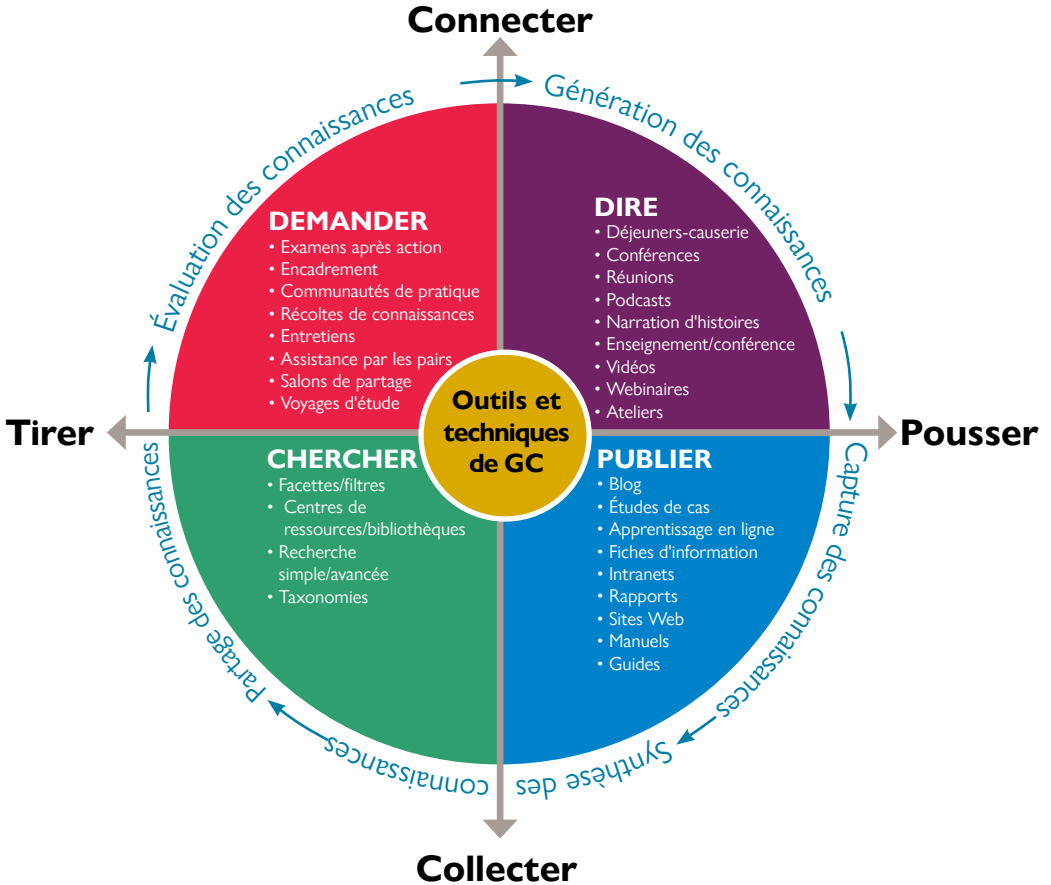 Connecter
Évaluation des connaissances
Génération des connaissances
DEMANDER
• Examens après action
• Encadrement
• Communautés de pratique
• Récoltes de connaissances
• Entretiens
• Assistance par les pairs
• Salons de partage
• Voyages d'étude
DIRE
• Déjeuners-causerie
• Conférences
• Réunions
• Podcasts
• Narration d'histoires
• Enseignement/conférence
• Vidéos
• Webinaires
• Ateliers
Tirer
Outils et
techniques
de GC
Pousser
CHERCHER
• Facettes/filtres
• Centres de
ressources/bibliothèques
• Recherche
simple/avancée
• Taxonomies
PUBLIER
• Blog
• Études de cas
• Apprentissage en ligne
• Fiches d'information
• Intranets
• Rapports
• Sites Web
• Manuels
• Guides
Capture des connaissances
Synthèse des connaissances
Partage des connaissances
Collecter